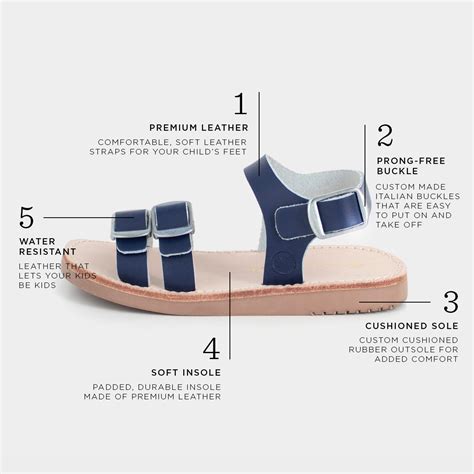 1
PREMIUM LEATHER
COMFORTABLE, SOFT LEATHER
STRAPS FOR YOUR CHILD'S FEET
2
PRONG-FREE
BUCKLE
CUSTOM MADE
ITALIAN BUCKLES
THAT ARE EASY
TO PUT ON AND
TAKE OFF
3
CUSHIONED SOLE
CUSTOM CUSHIONED
RUBBER OUTSOLE FOR
ADDED COMFORT
4
SOFT INSOLE
PADDED, DURABLE INSOLE
MADE OF PREMIUM LEATHER
5
WATER
RESISTANT
LEATHER THAT
LETS YOUR KIDS
BE KIDS